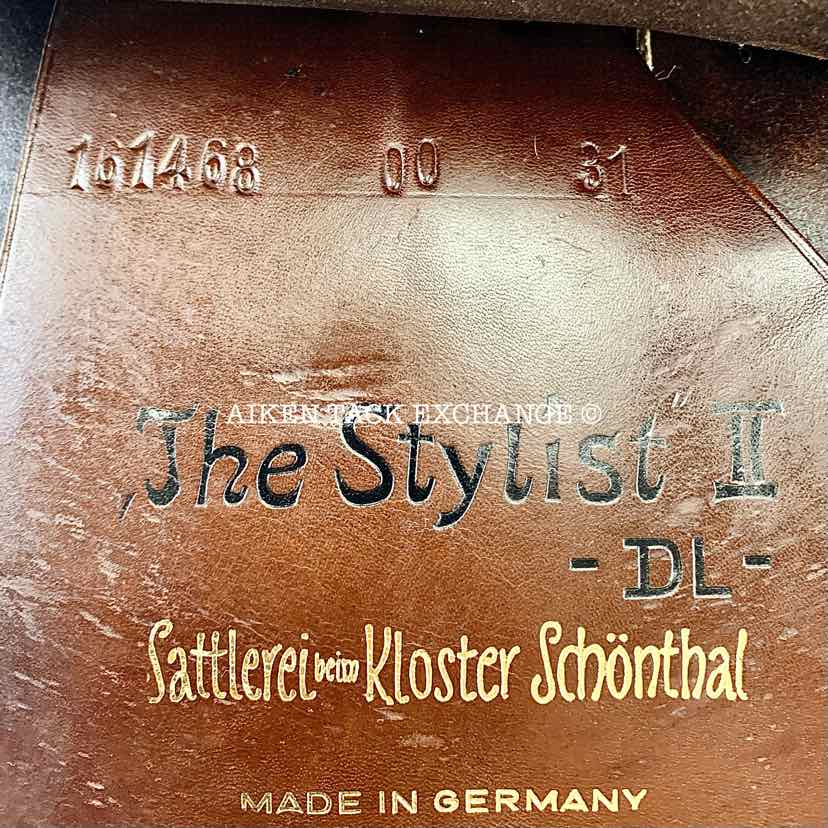 161468 00 31
AIKEN TACK EXCHANGE ©
„The Stylist“ II
- DL -
Sattlerei beim Kloster Schönthal
MADE IN GERMANY